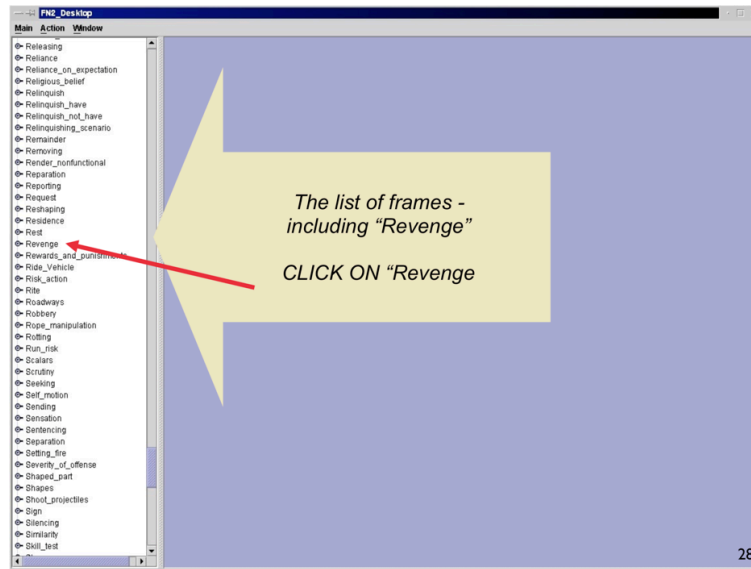 FN2_Desktop
Main Action Window
Releasing
Reliance
Reliance_on_expectation
Religious_belief
Relinquish
Relinquish_have
Relinquish_not_have
Relinquishing_scenario
Remainder
Removing
Render_nonfunctional
Reparation
Reporting
Request
Reshaping
Residence
Rest
Revenge
Rewards_and_punishments
Ride_Vehicle
Risk_action
Rite
Roadways
Robbery
Rope_manipulation
Rotting
Run_risk
Scalars
Scrutiny
Seeking
Self_motion
Sending
Sensation
Sentencing
Separation
Setting_fire
Severity_of_offense
Shaped_part
Shapes
Shoot_projectiles
Sign
Silencing
Similarity
Skill_test
The list of frames -
including “Revenge”
CLICK ON “Revenge
28